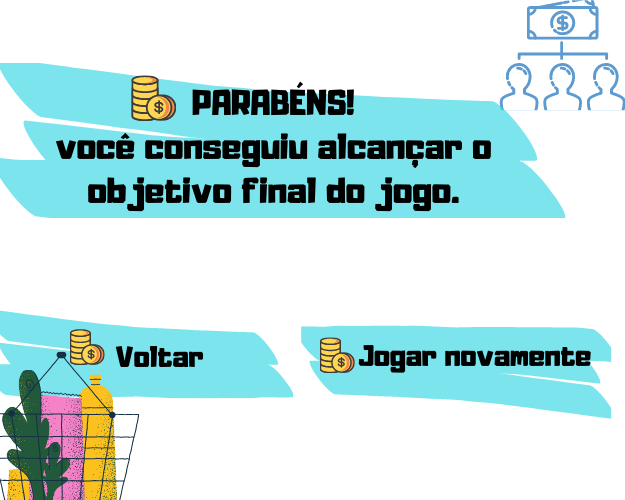 PARABÉNS!
você conseguiu alcançar o
objetivo final do jogo.
Voltar
Jogar novamente